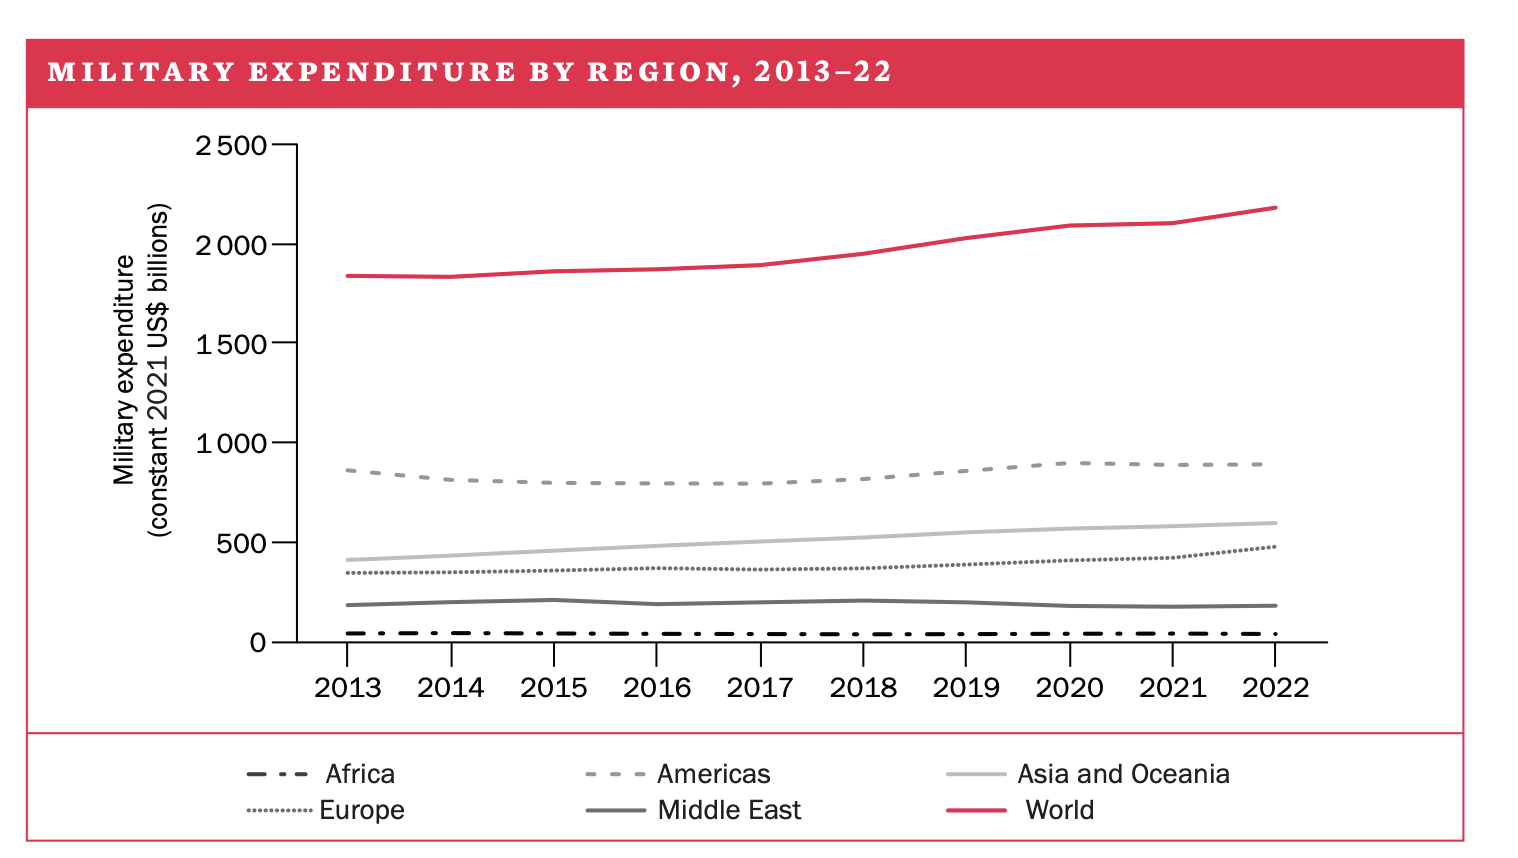 MILITARY EXPENDITURE BY REGION, 2013–22
Military expenditure
(constant 2021 US$ billions)
2 500
2 000
1 500
1 000
500
0
2013 2014 2015 2016 2017 2018 2019 2020 2021 2022
Africa Americas Asia and Oceania
Europe Middle East World